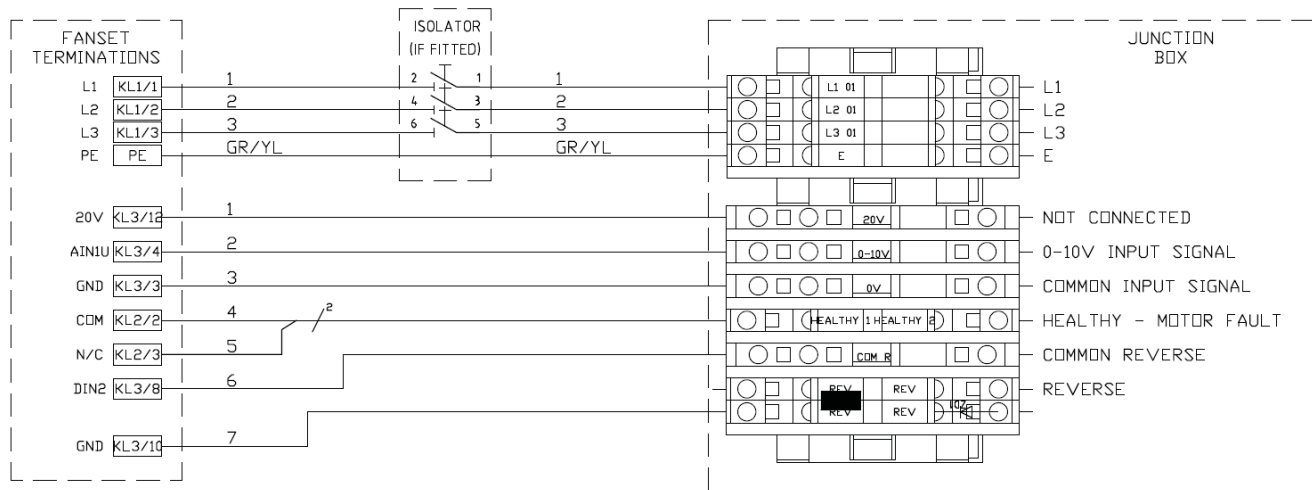 FANSET
TERMINATIONS
ISOLATOR
(IF FITTED)
JUNCTION
BOX
L1 KL1/1 1 2 1 1 L1 01 L1
L2 KL1/2 2 4 3 2 L2 01 L2
L3 KL1/3 3 6 5 3 L3 01 L3
PE PE GR/YL GR/YL E E
20V KL3/12 1 20V NOT CONNECTED
AIN1U KL3/4 2 0-10V 0-10V INPUT SIGNAL
GND KL3/3 3 0V COMMON INPUT SIGNAL
COM KL2/2 4 2 HEALTHY 1 HEALTHY 2 HEALTHY - MOTOR FAULT
N/C KL2/3 5 COM R COMMON REVERSE
DIN2 KL3/8 6 REV REV REVERSE
REV REV
GND KL3/10 7